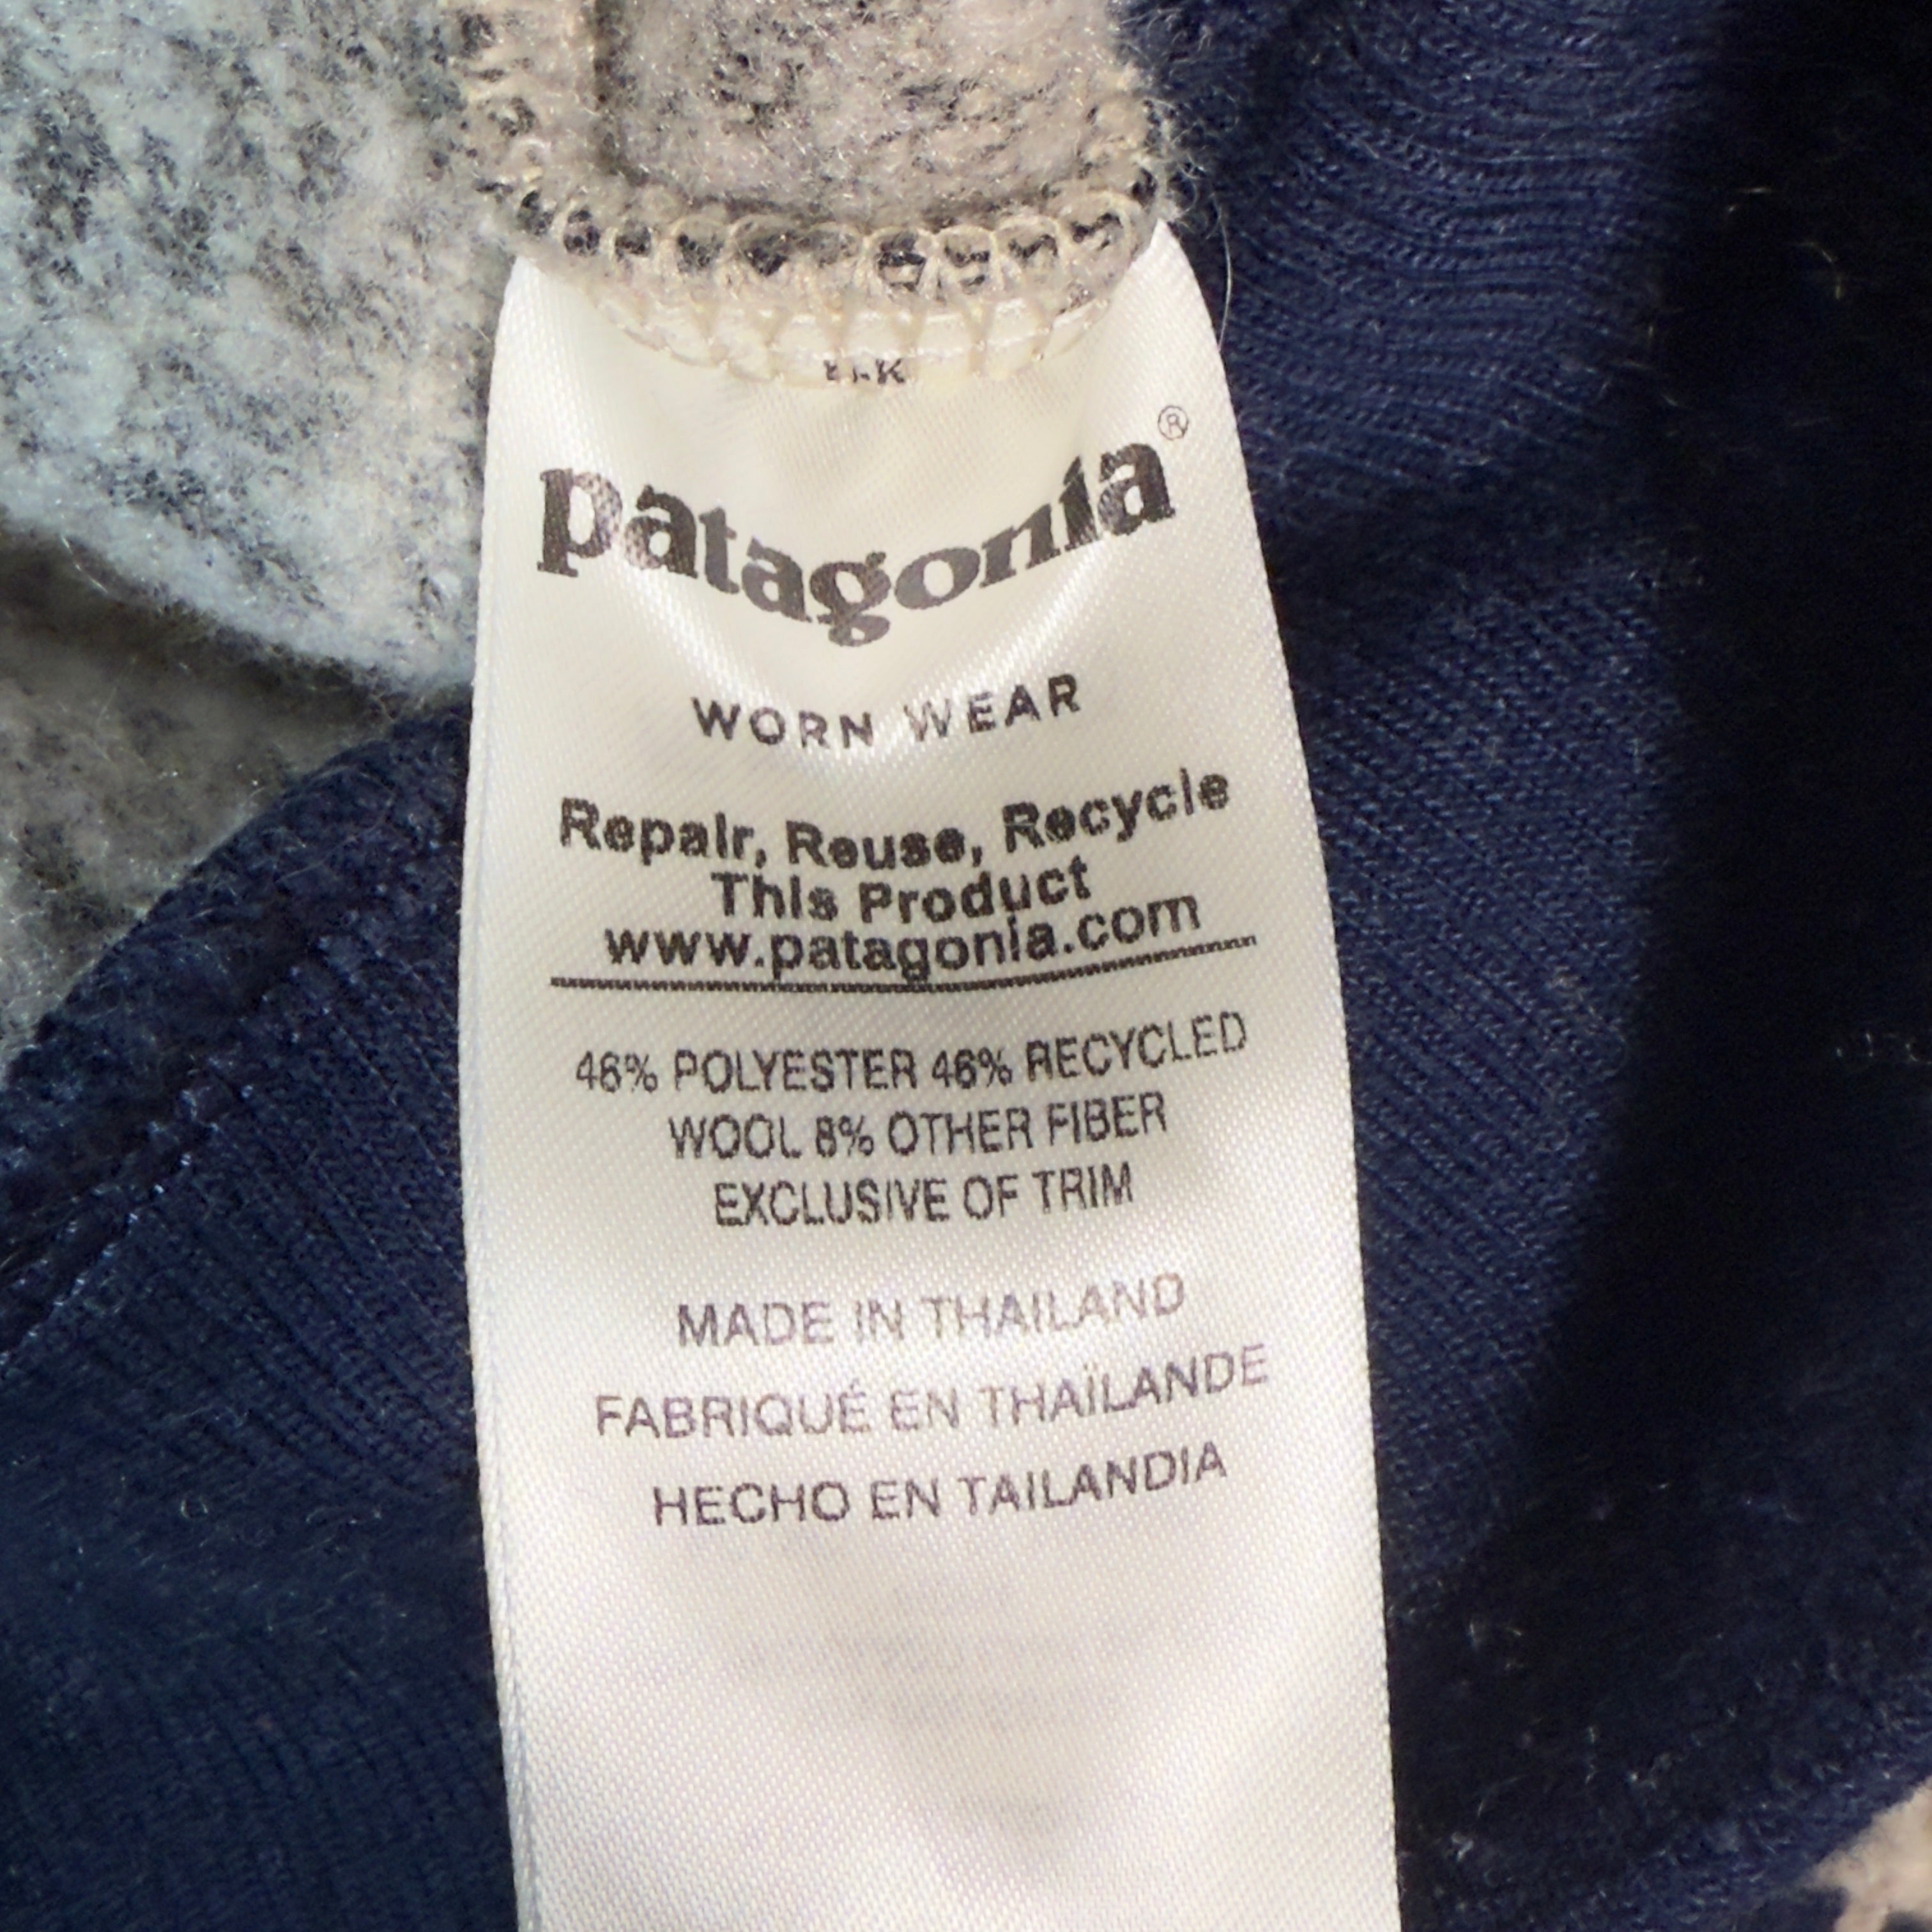 patagonia®
WORN WEAR
Repair, Reuse, Recycle
This Product
www.patagonia.com
46% POLYESTER 46% RECYCLED
WOOL 8% OTHER FIBER
EXCLUSIVE OF TRIM
MADE IN THAILAND
FABRIQUÉ EN THAÏLANDE
HECHO EN TAILANDIA